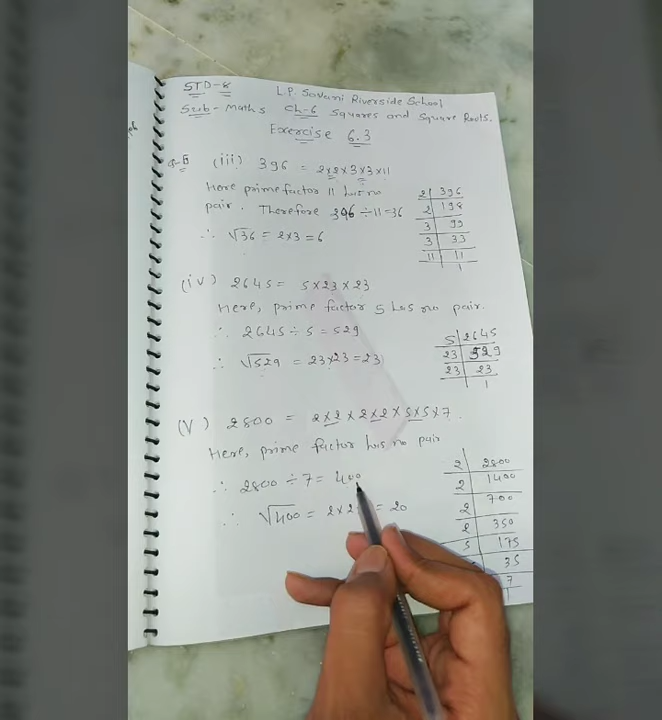 STD-8
L.P. Savani Riverside School
Sub- Maths Ch-6 Squares and Square Roots.
Exercise 6.3
(iii) 396 = 2×2×3×3×11
Here prime factor 11 has no
pair. Therefore 396 ÷ 11 = 36
∴ √36 = 2×3 = 6
2 | 396
2 | 198
3 | 99
3 | 33
11 | 11
1
(iv) 2645 = 5×23×23
Here, prime factor 5 has no pair.
∴ 2645 ÷ 5 = 529
∴ √529 = 23×23 = 23
5 | 2645
23 | 529
23 | 23
1
(V) 2800 = 2×2×2×2×5×5×7.
Here, prime factor has no pair
∴ 2800 ÷ 7 = 400
∴ √400 = 2×2 = 20
2 | 2800
2 | 1400
2 | 700
2 | 350
5 | 175
35
7
1